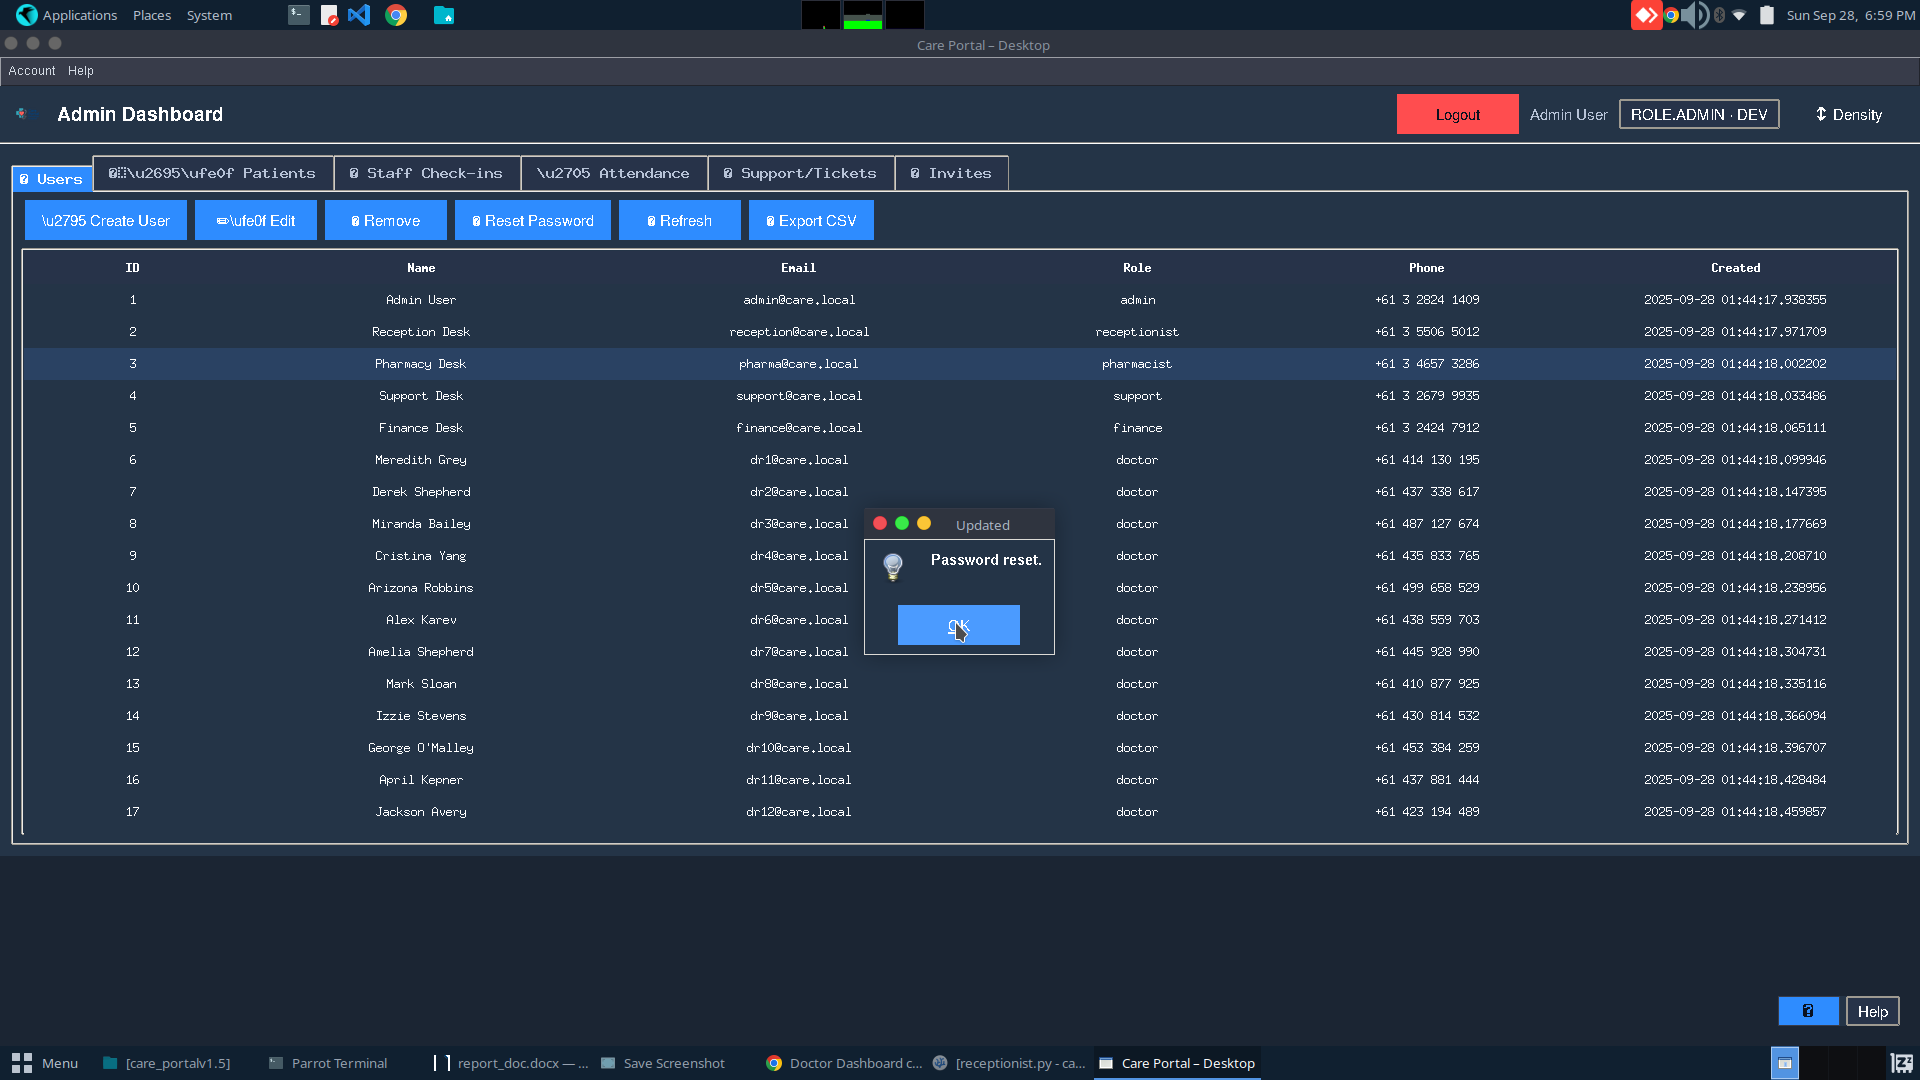 Applications Places System
Sun Sep 28, 6:59 PM
Care Portal – Desktop
Account Help
Admin Dashboard
Logout Admin User ROLE.ADMIN · DEV ↕ Density
Users
\u2695\ufe0f Patients
Staff Check-ins
\u2705 Attendance
Support/Tickets
Invites
\u2795 Create User
✏\ufe0f Edit
Remove
Reset Password
Refresh
Export CSV
ID Name Email Role Phone Created
1 Admin User admin@care.local admin +61 3 2824 1409 2025-09-28 01:44:17.938355
2 Reception Desk reception@care.local receptionist +61 3 5506 5012 2025-09-28 01:44:17.971709
3 Pharmacy Desk pharma@care.local pharmacist +61 3 4657 3286 2025-09-28 01:44:18.002202
4 Support Desk support@care.local support +61 3 2679 9935 2025-09-28 01:44:18.033486
5 Finance Desk finance@care.local finance +61 3 2424 7912 2025-09-28 01:44:18.065111
6 Meredith Grey dr1@care.local doctor +61 414 130 195 2025-09-28 01:44:18.099946
7 Derek Shepherd dr2@care.local doctor +61 437 338 617 2025-09-28 01:44:18.147395
8 Miranda Bailey dr3@care.local doctor +61 487 127 674 2025-09-28 01:44:18.177669
9 Cristina Yang dr4@care.local doctor +61 435 833 765 2025-09-28 01:44:18.208710
10 Arizona Robbins dr5@care.local doctor +61 499 658 529 2025-09-28 01:44:18.238956
11 Alex Karev dr6@care.local doctor +61 438 559 703 2025-09-28 01:44:18.271412
12 Amelia Shepherd dr7@care.local doctor +61 445 928 990 2025-09-28 01:44:18.304731
13 Mark Sloan dr8@care.local doctor +61 410 877 925 2025-09-28 01:44:18.335116
14 Izzie Stevens dr9@care.local doctor +61 430 814 532 2025-09-28 01:44:18.366094
15 George O'Malley dr10@care.local doctor +61 453 384 259 2025-09-28 01:44:18.396707
16 April Kepner dr11@care.local doctor +61 437 881 444 2025-09-28 01:44:18.428484
17 Jackson Avery dr12@care.local doctor +61 423 194 489 2025-09-28 01:44:18.459857
Updated
Password reset.
OK
Help
Menu
[care_portalv1.5]
Parrot Terminal
report_doc.docx — ...
Save Screenshot
Doctor Dashboard c...
[receptionist.py - ca...
Care Portal – Desktop